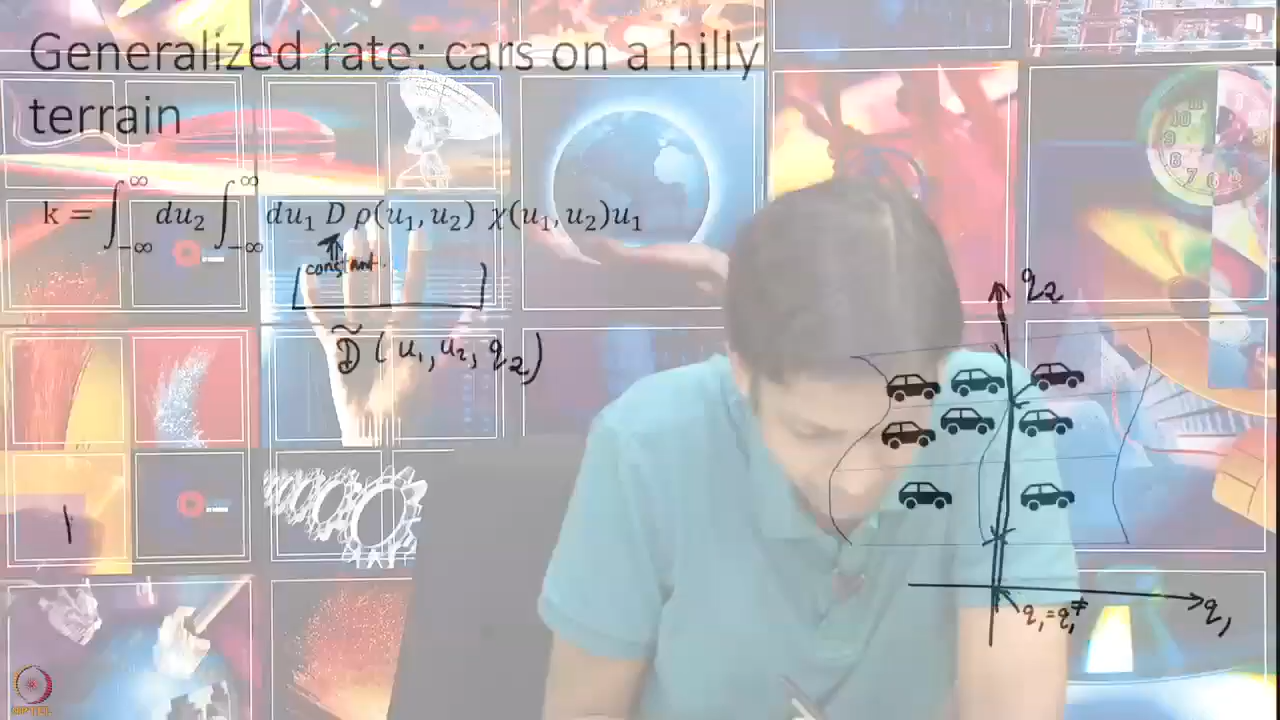 Generalized rate: cars on a hilly
terrain
k = ∫_{-∞}^{∞} du₂ ∫_{-∞}^{∞} du₁ D ρ(u₁, u₂) χ(u₁, u₂)u₁
constant.
D̃ (u₁, u₂, q₂)
q₂
q₁ = q₁^≠
q₁
NPTEL